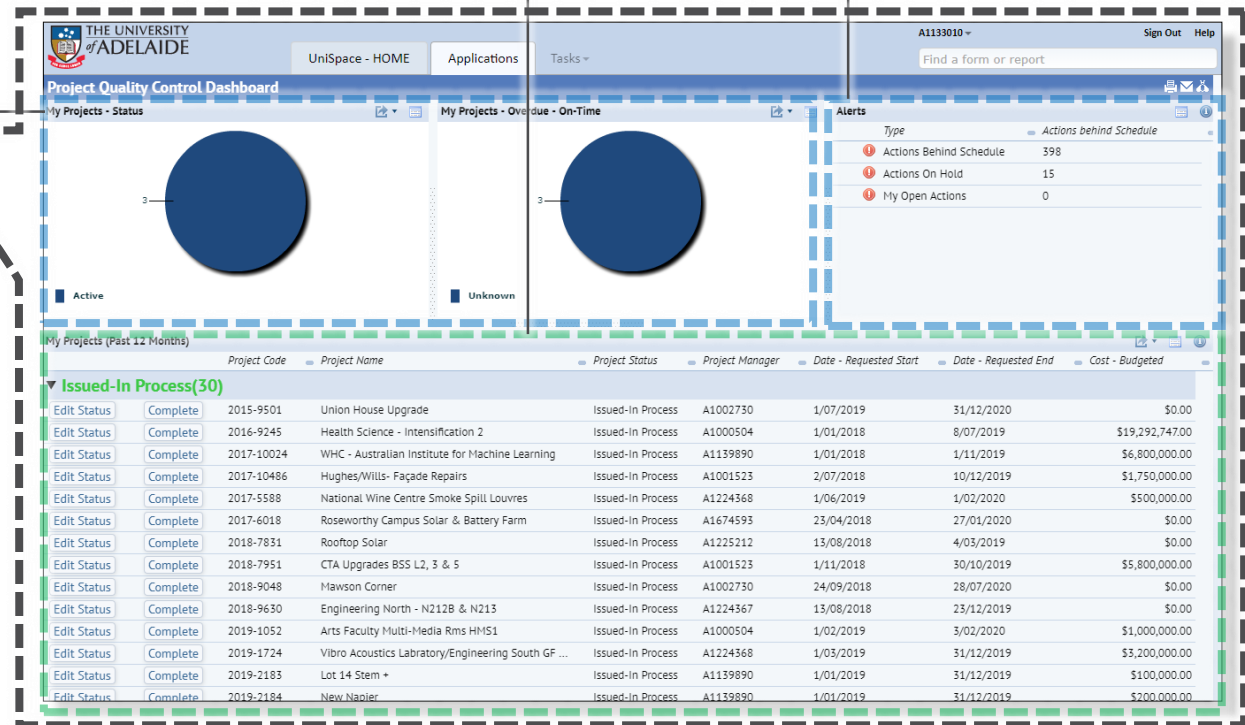 THE UNIVERSITY
of ADELAIDE
A1133010 Sign Out Help
UniSpace - HOME Applications Tasks
Find a form or report
Project Quality Control Dashboard
My Projects - Status My Projects - Overdue - On-Time Alerts
Type Actions behind Schedule
Actions Behind Schedule 398
Actions On Hold 15
My Open Actions 0
3 3
Active Unknown
My Projects (Past 12 Months)
Project Code Project Name Project Status Project Manager Date - Requested Start Date - Requested End Cost - Budgeted
Issued-In Process(30)
Edit Status Complete 2015-9501 Union House Upgrade Issued-In Process A1002730 1/07/2019 31/12/2020 $0.00
Edit Status Complete 2016-9245 Health Science - Intensification 2 Issued-In Process A1000504 1/01/2018 8/07/2019 $19,292,747.00
Edit Status Complete 2017-10024 WHC - Australian Institute for Machine Learning Issued-In Process A1139890 1/01/2018 1/11/2019 $6,800,000.00
Edit Status Complete 2017-10486 Hughes/Wills- Façade Repairs Issued-In Process A1001523 2/07/2018 10/12/2019 $1,750,000.00
Edit Status Complete 2017-5588 National Wine Centre Smoke Spill Louvres Issued-In Process A1224368 1/06/2019 1/02/2020 $500,000.00
Edit Status Complete 2017-6018 Roseworthy Campus Solar & Battery Farm Issued-In Process A1674593 23/04/2018 27/01/2020 $0.00
Edit Status Complete 2018-7831 Rooftop Solar Issued-In Process A1225212 13/08/2018 4/03/2019 $0.00
Edit Status Complete 2018-7951 CTA Upgrades BSS L2, 3 & 5 Issued-In Process A1001523 1/11/2018 30/10/2019 $5,800,000.00
Edit Status Complete 2018-9048 Mawson Corner Issued-In Process A1002730 24/09/2018 28/07/2020 $0.00
Edit Status Complete 2018-9630 Engineering North - N212B & N213 Issued-In Process A1224367 13/08/2018 23/12/2019 $0.00
Edit Status Complete 2019-1052 Arts Faculty Multi-Media Rms HMS1 Issued-In Process A1000504 1/02/2019 3/02/2020 $1,000,000.00
Edit Status Complete 2019-1724 Vibro Acoustics Labratory/Engineering South GF ... Issued-In Process A1224368 1/03/2019 31/12/2019 $3,200,000.00
Edit Status Complete 2019-2183 Lot 14 Stem + Issued-In Process A1139890 1/01/2019 31/12/2019 $100,000.00
Edit Status Complete 2019-2184 New Napier Issued-In Process A1139890 1/01/2019 31/12/2019 $200,000.00